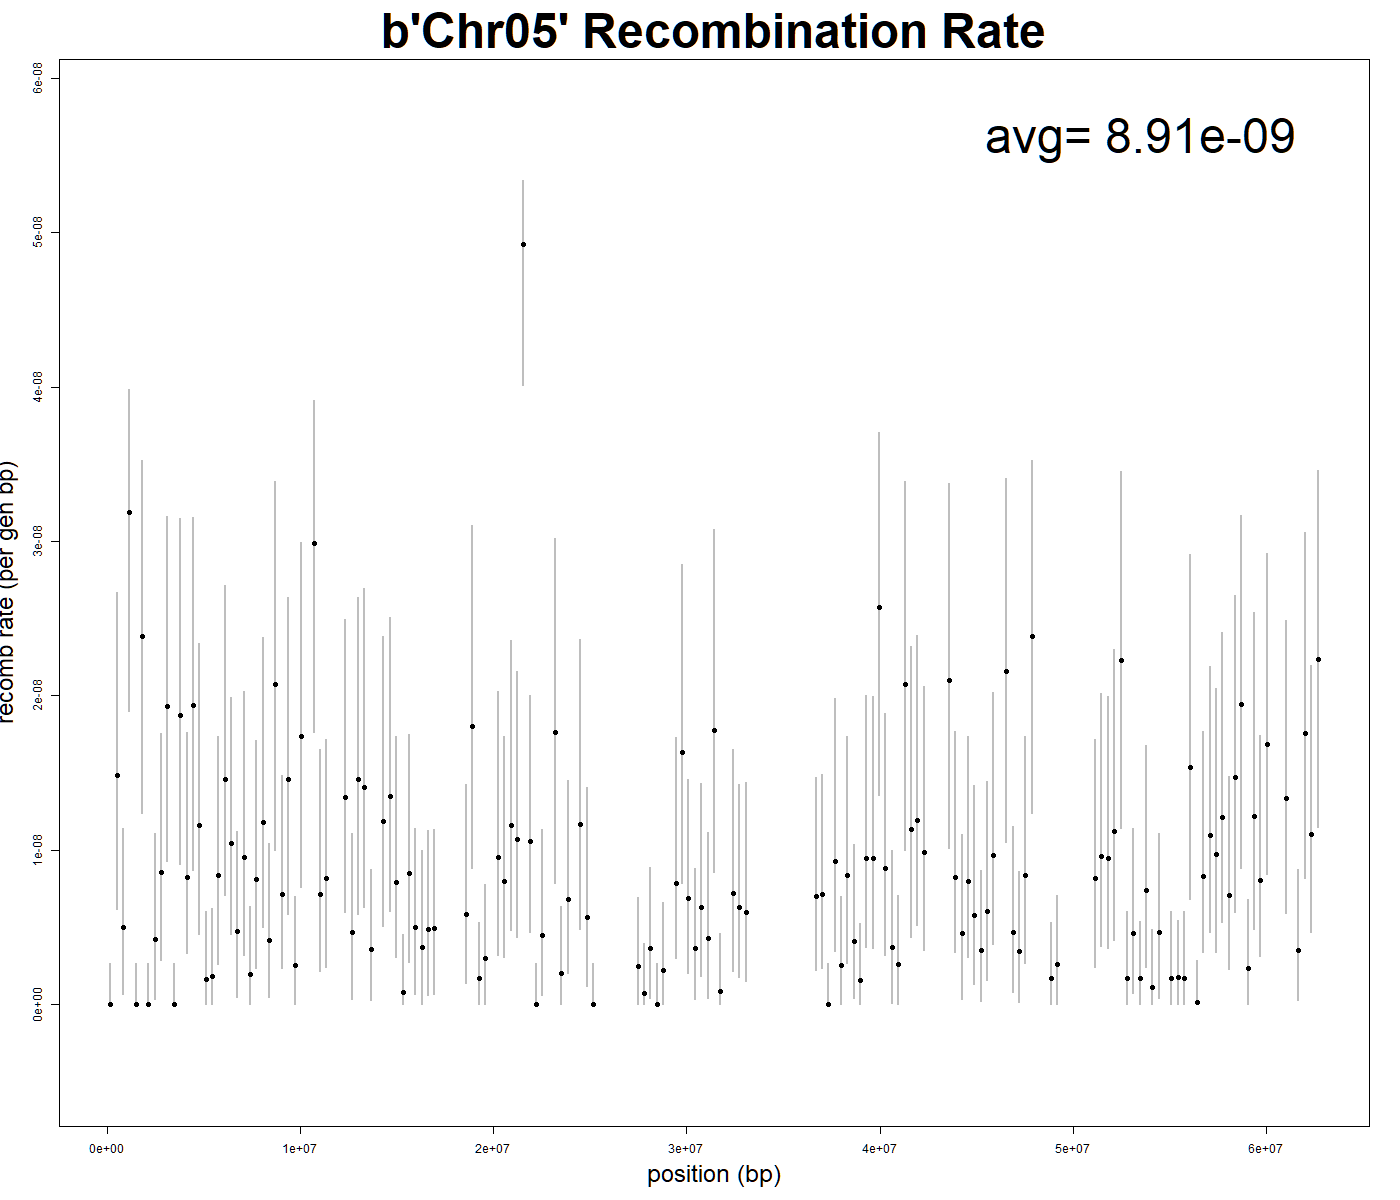 b'Chr05' Recombination Rate
avg= 8.91e-09
recomb rate (per gen bp)
6e-08
5e-08
4e-08
3e-08
2e-08
1e-08
0e+00
0e+00 1e+07 2e+07 3e+07 4e+07 5e+07 6e+07
position (bp)